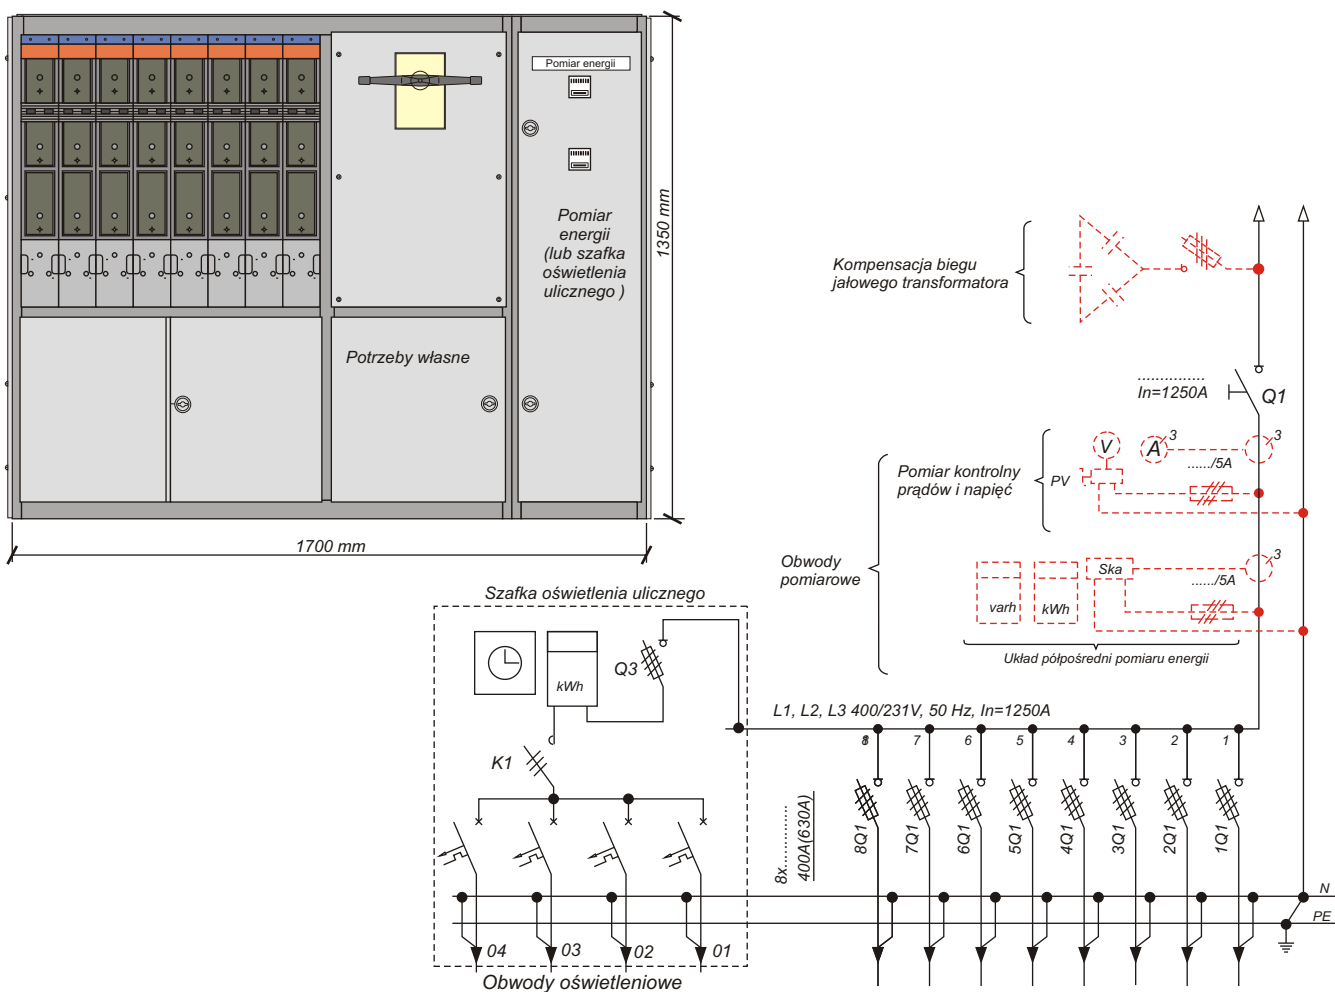 Pomiar energii
Pomiar
energii
(lub szafka
oświetlenia
ulicznego )
Potrzeby własne
1350 mm
1700 mm
Kompensacja biegu
jałowego transformatora
...............
In=1250A
Q1
Pomiar kontrolny
prądów i napięć
PV
V
A
3
3
....../5A
Obwody
pomiarowe
varh
kWh
Ska
3
....../5A
Układ półpośredni pomiaru energii
Szafka oświetlenia ulicznego
kWh
Q3
K1
L1, L2, L3 400/231V, 50 Hz, In=1250A
8
7
6
5
4
3
2
1
8x............
400A(630A)
8Q1
7Q1
6Q1
5Q1
4Q1
3Q1
2Q1
1Q1
N
PE
04
03
02
01
Obwody oświetleniowe